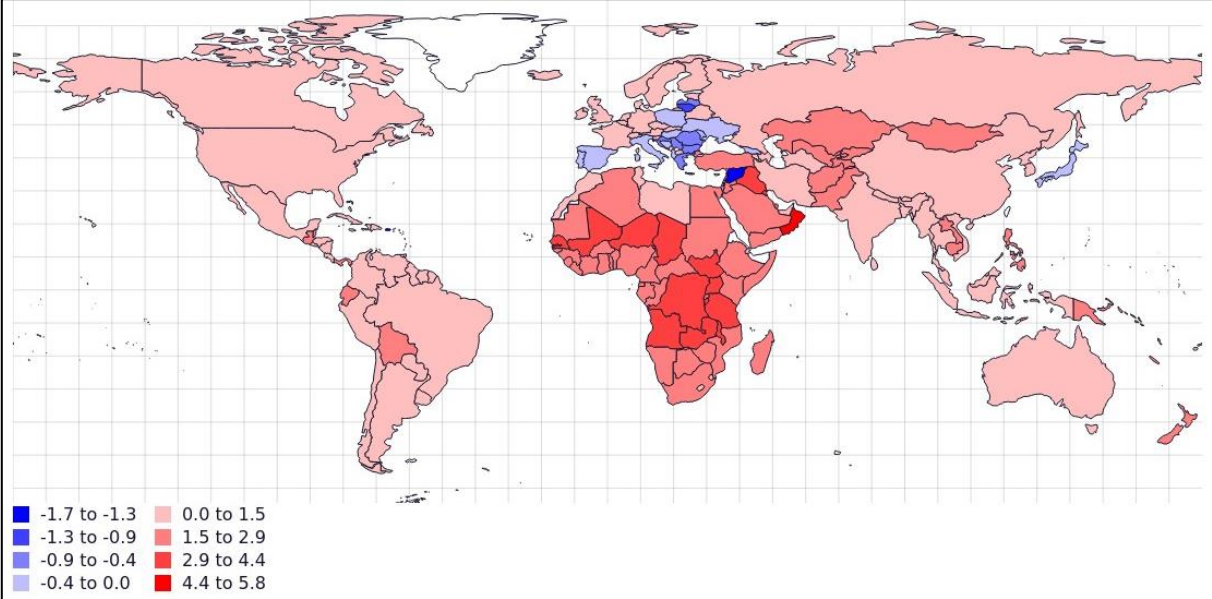 -1.7 to -1.3
-1.3 to -0.9
-0.9 to -0.4
-0.4 to 0.0
0.0 to 1.5
1.5 to 2.9
2.9 to 4.4
4.4 to 5.8